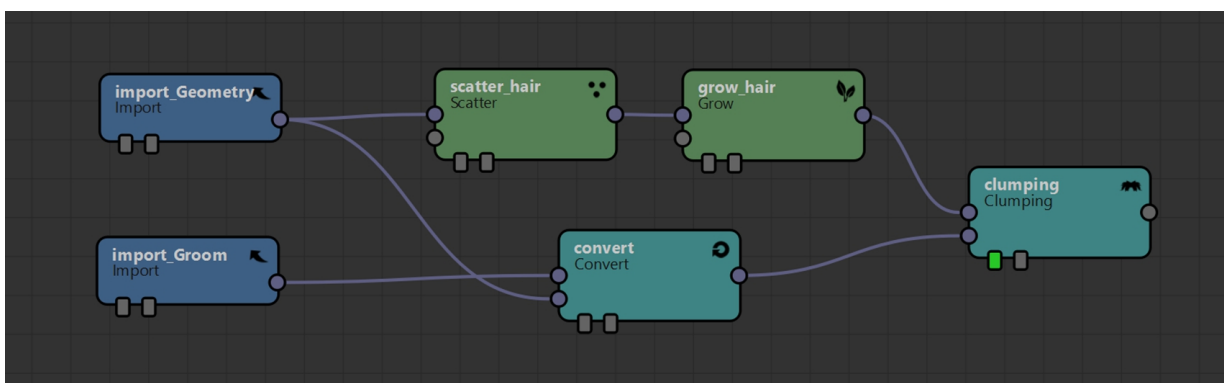 import_Geometry
Import
scatter_hair
Scatter
grow_hair
Grow
clumping
Clumping
import_Groom
Import
convert
Convert